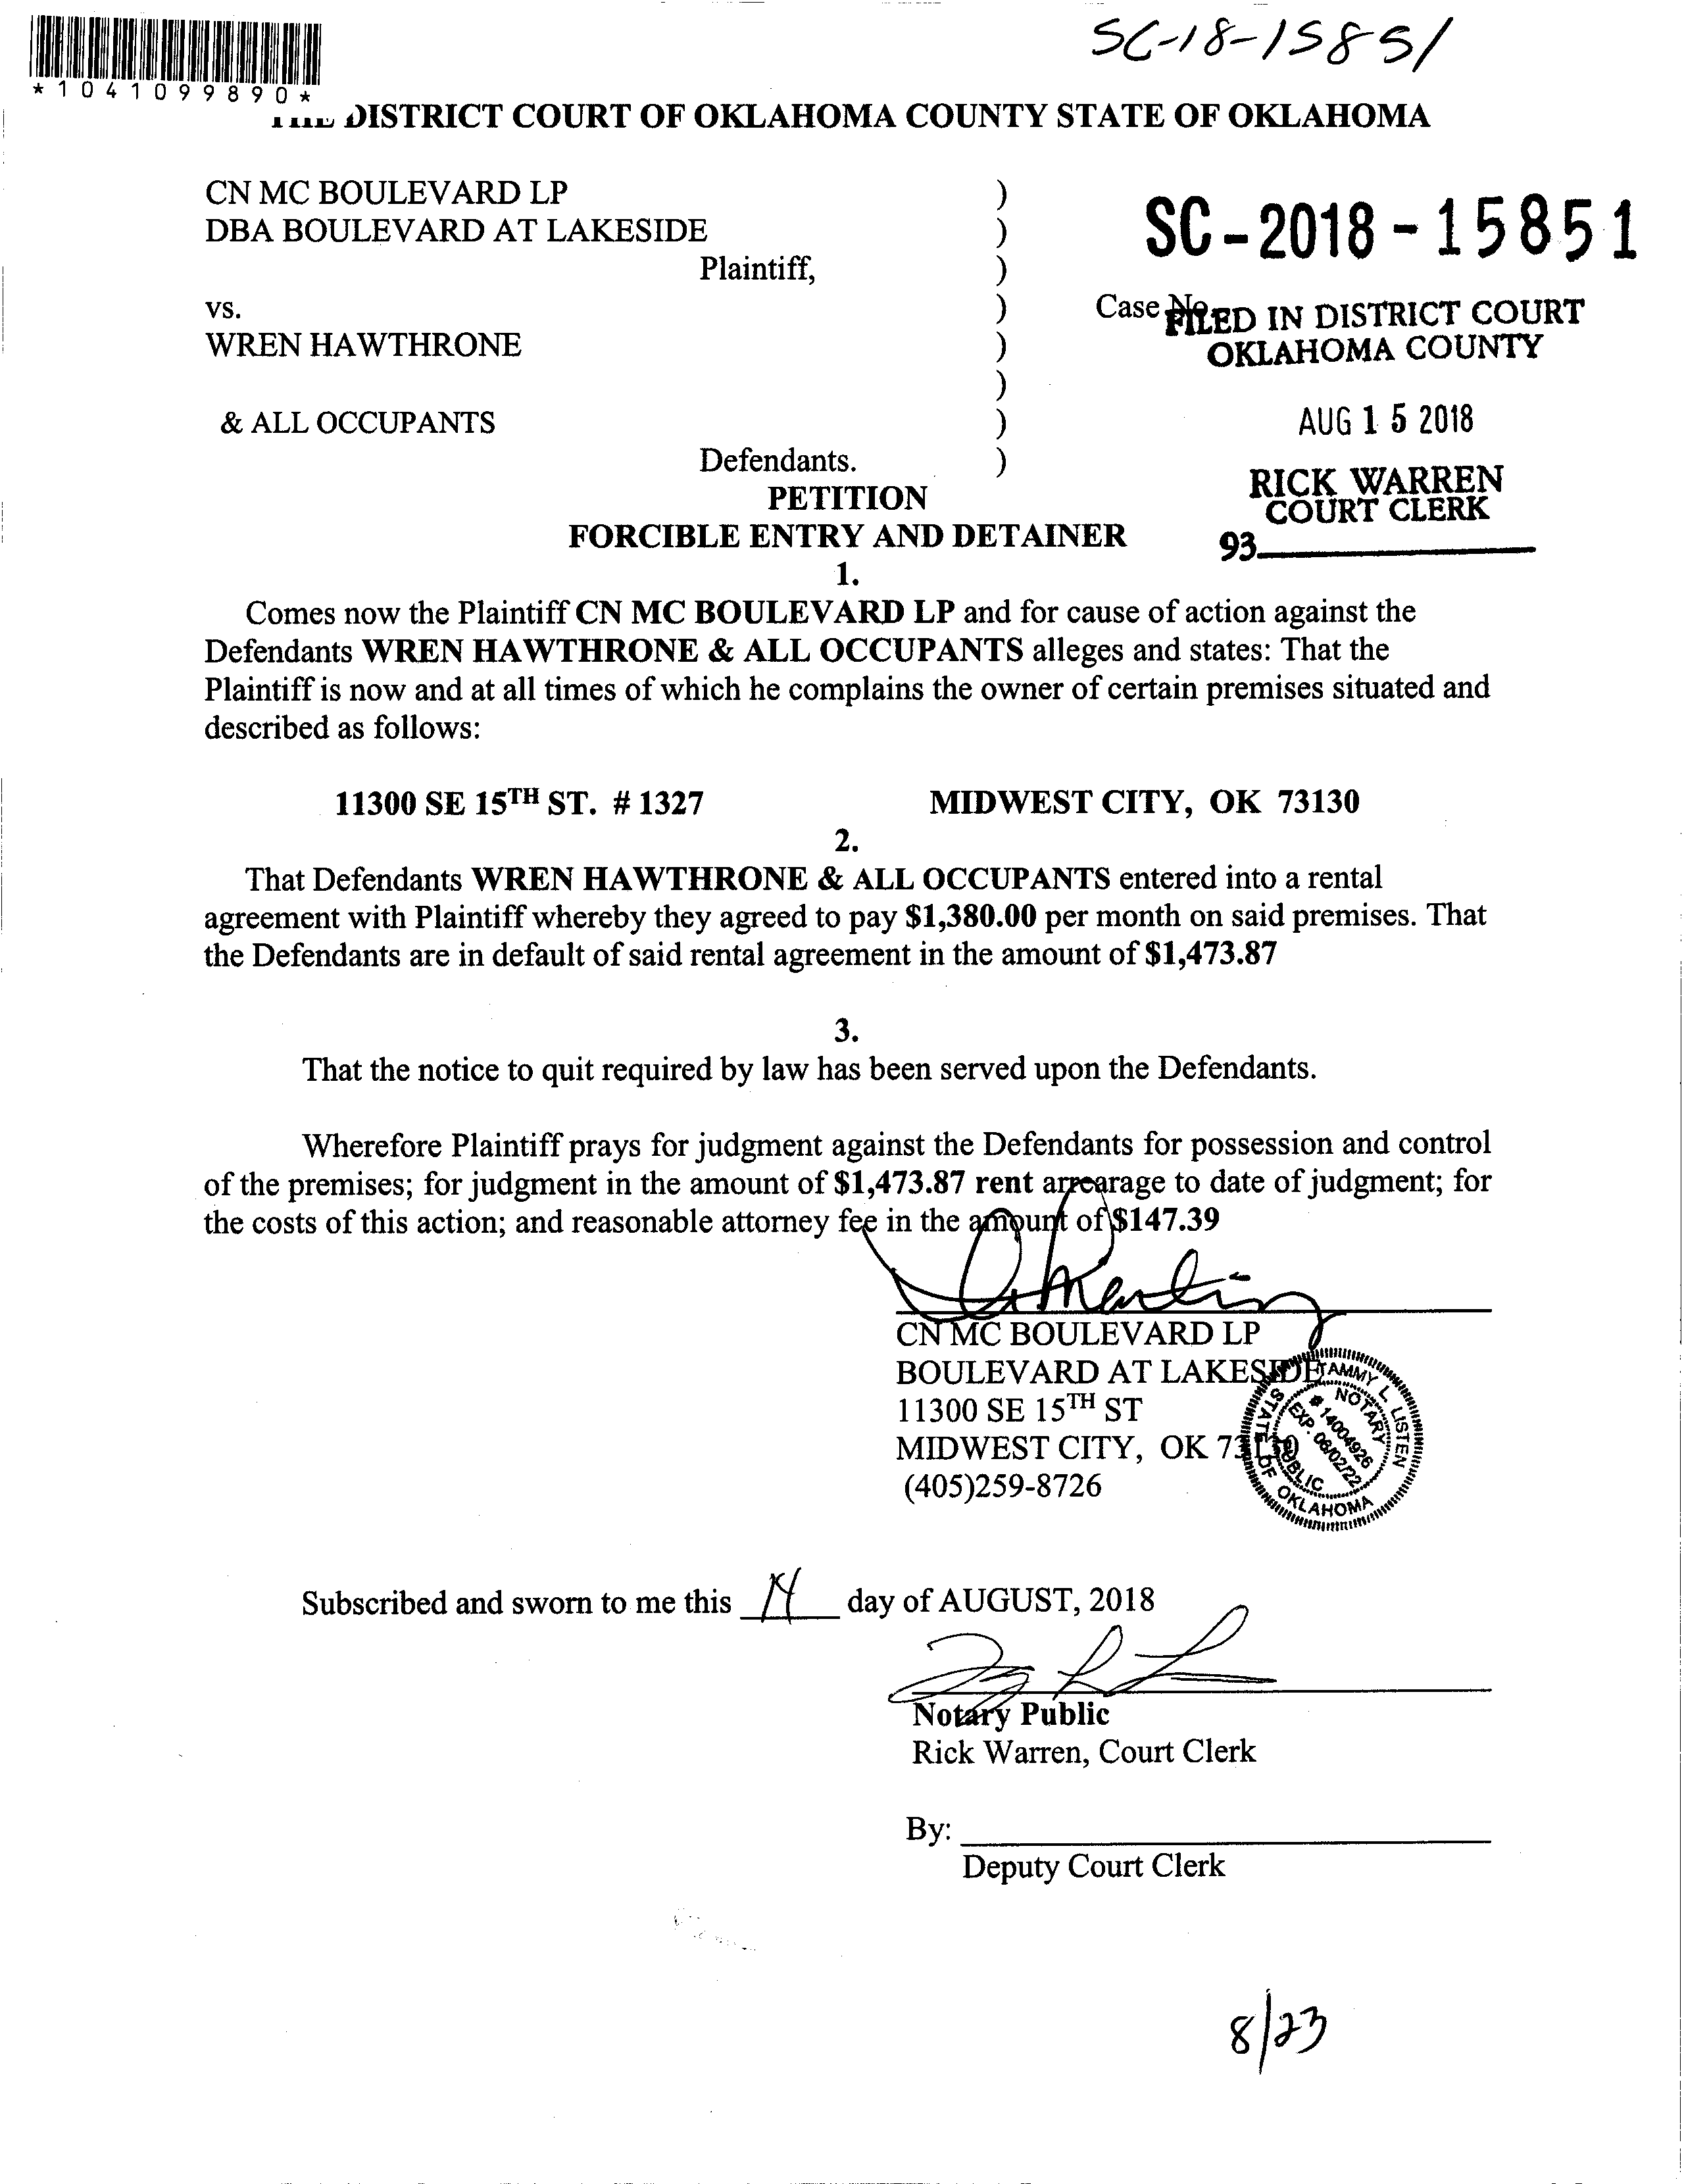 SC-18-15851
*1041099890*
THE DISTRICT COURT OF OKLAHOMA COUNTY STATE OF OKLAHOMA
CN MC BOULEVARD LP )
DBA BOULEVARD AT LAKESIDE )
Plaintiff, )
SC-2018-15851
vs. )
Case No.
FILED IN DISTRICT COURT
OKLAHOMA COUNTY
WREN HAWTHRONE )
)
& ALL OCCUPANTS )
AUG 15 2018
Defendants. )
RICK WARREN
COURT CLERK
93
PETITION
FORCIBLE ENTRY AND DETAINER
1.
Comes now the Plaintiff CN MC BOULEVARD LP and for cause of action against the
Defendants WREN HAWTHRONE & ALL OCCUPANTS alleges and states: That the
Plaintiff is now and at all times of which he complains the owner of certain premises situated and
described as follows:
11300 SE 15TH ST. # 1327 MIDWEST CITY, OK 73130
2.
That Defendants WREN HAWTHRONE & ALL OCCUPANTS entered into a rental
agreement with Plaintiff whereby they agreed to pay $1,380.00 per month on said premises. That
the Defendants are in default of said rental agreement in the amount of $1,473.87
3.
That the notice to quit required by law has been served upon the Defendants.
Wherefore Plaintiff prays for judgment against the Defendants for possession and control
of the premises; for judgment in the amount of $1,473.87 rent arrearage to date of judgment; for
the costs of this action; and reasonable attorney fee in the amount of $147.39
CN MC BOULEVARD LP
BOULEVARD AT LAKESIDE
11300 SE 15TH ST
MIDWEST CITY, OK 73130
(405)259-8726
TAMMY L. LISTEN
NOTARY PUBLIC
# 14004926
EXP. 06/02/22
STATE OF OKLAHOMA
Subscribed and sworn to me this 14 day of AUGUST, 2018
Notary Public
Rick Warren, Court Clerk
By:
Deputy Court Clerk
8/23